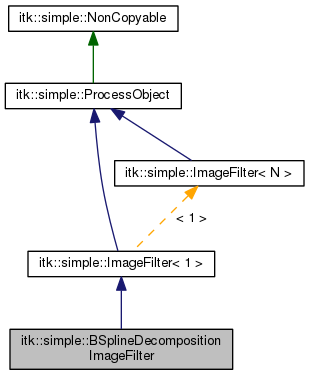 itk::simple::NonCopyable
itk::simple::ProcessObject
itk::simple::ImageFilter< N >
< 1 >
itk::simple::ImageFilter< 1 >
itk::simple::BSplineDecomposition
ImageFilter